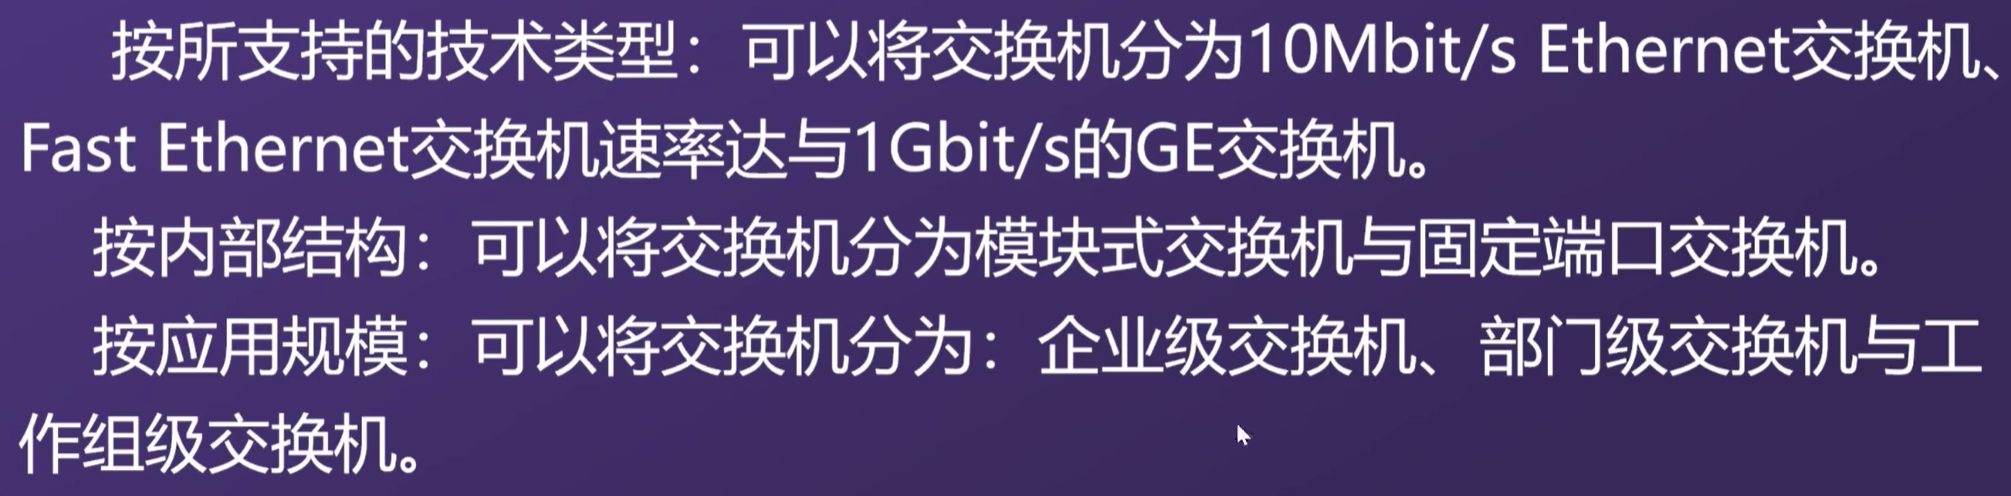 按所支持的技术类型：可以将交换机分为10Mbit/s Ethernet交换机、
Fast Ethernet交换机速率达与1Gbit/s的GE交换机。
按内部结构：可以将交换机分为模块式交换机与固定端口交换机。
按应用规模：可以将交换机分为：企业级交换机、部门级交换机与工
作组级交换机。